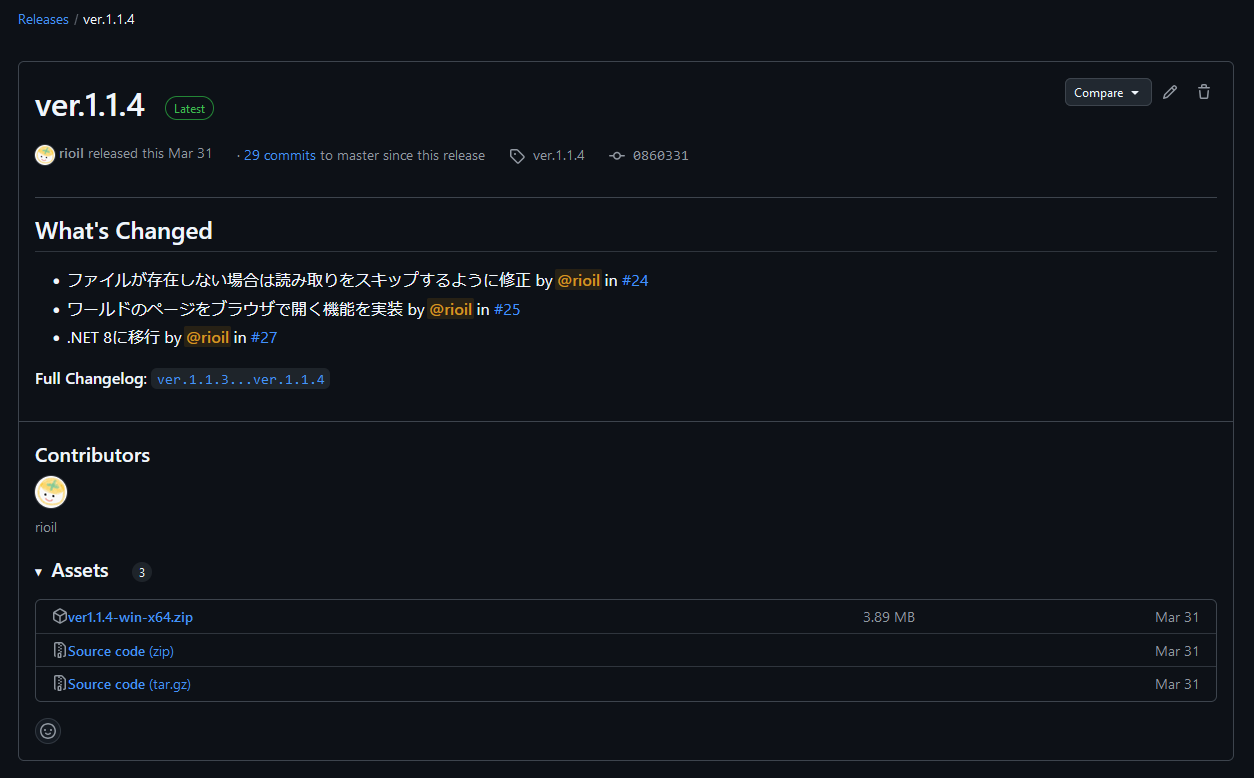 Releases / ver.1.1.4
ver.1.1.4 Latest Compare
rioil released this Mar 31 · 29 commits to master since this release ver.1.1.4 0860331
What's Changed
• ファイルが存在しない場合は読み取りをスキップするように修正 by @rioil in #24
• ワールドのページをブラウザで開く機能を実装 by @rioil in #25
• .NET 8に移行 by @rioil in #27
Full Changelog: ver.1.1.3...ver.1.1.4
Contributors
rioil
Assets 3
ver1.1.4-win-x64.zip 3.89 MB Mar 31
Source code (zip) Mar 31
Source code (tar.gz) Mar 31